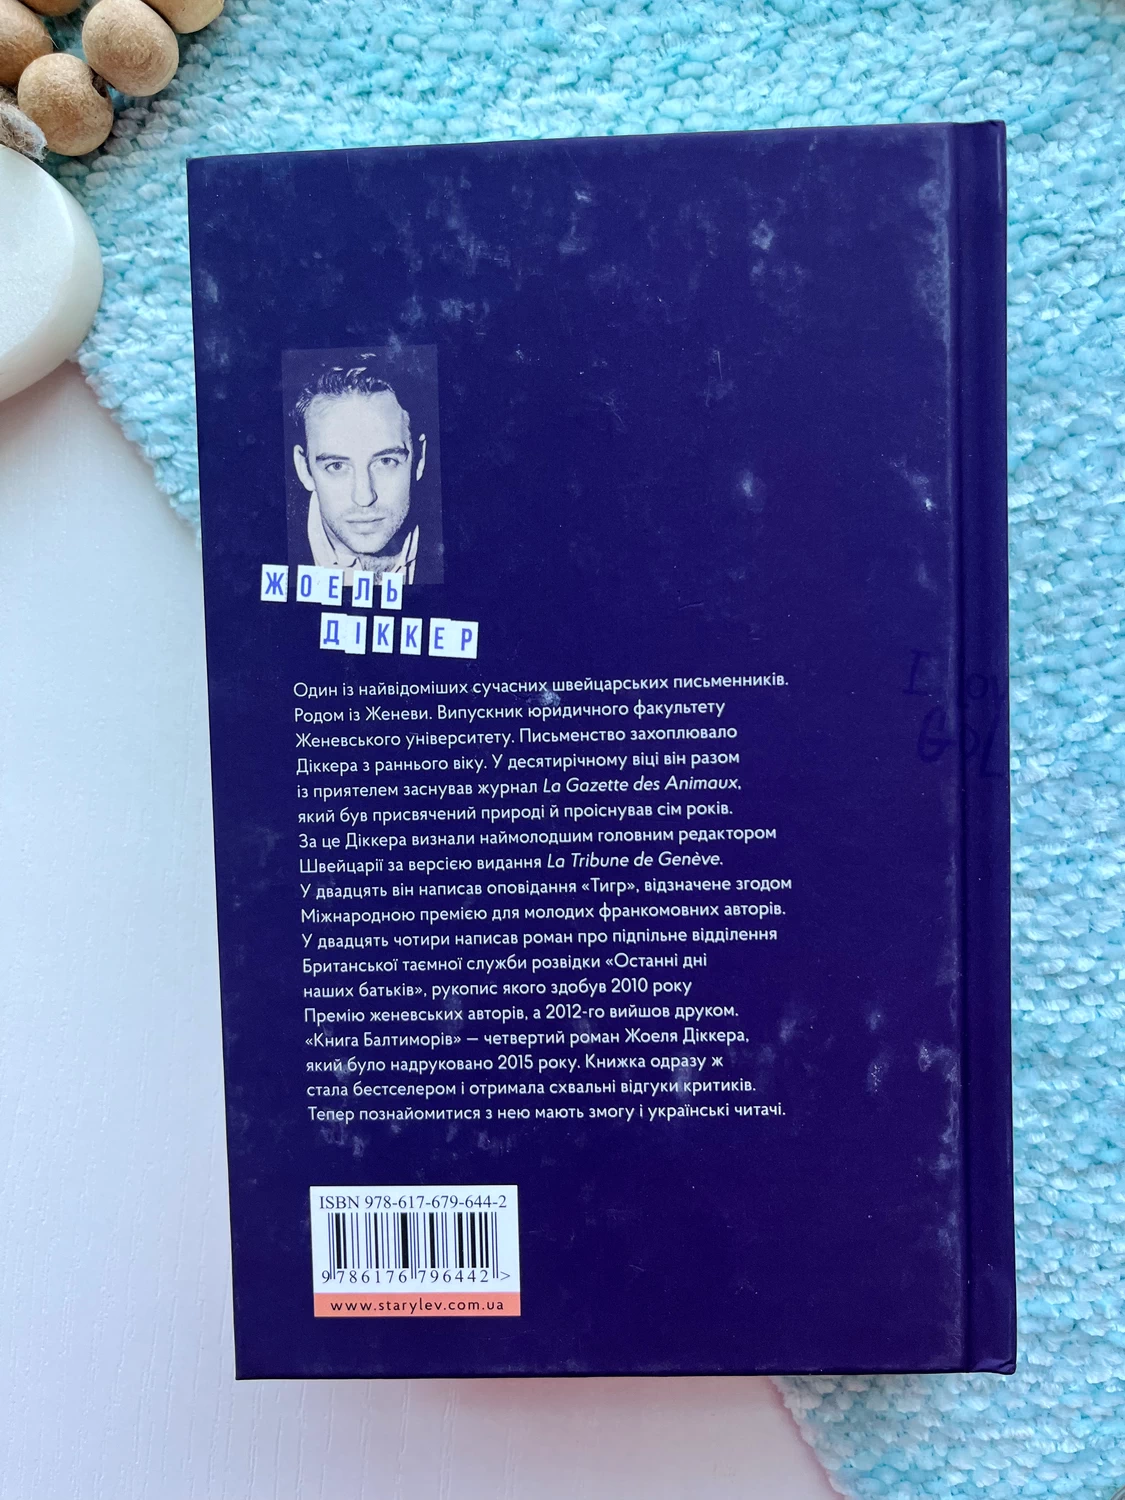 ЖОЕЛЬ
ДІККЕР
Один із найвідоміших сучасних швейцарських письменників.
Родом із Женеви. Випускник юридичного факультету
Женевського університету. Письменство захоплювало
Діккера з раннього віку. У десятирічному віці він разом
із приятелем заснував журнал La Gazette des Animaux,
який був присвячений природі й проіснував сім років.
За це Діккера визнали наймолодшим головним редактором
Швейцарії за версією видання La Tribune de Genève.
У двадцять він написав оповідання «Тигр», відзначене згодом
Міжнародною премією для молодих франкомовних авторів.
У двадцять чотири написав роман про підпільне відділення
Британської таємної служби розвідки «Останні дні
наших батьків», рукопис якого здобув 2010 року
Премію женевських авторів, а 2012-го вийшов друком.
«Книга Балтиморів» — четвертий роман Жоеля Діккера,
який було надруковано 2015 року. Книжка одразу ж
стала бестселером і отримала схвальні відгуки критиків.
Тепер познайомитися з нею мають змогу і українські читачі.
I
ISBN 978-617-679-644-2
9 786176 796442 >
www.starylev.com.ua